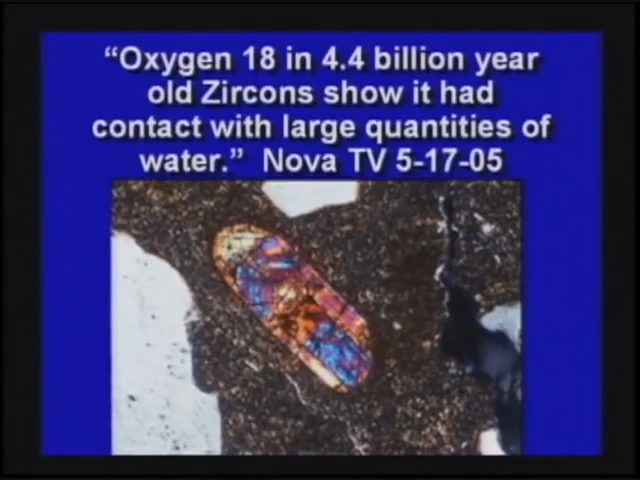 “Oxygen 18 in 4.4 billion year
old Zircons show it had
contact with large quantities of
water.” Nova TV 5-17-05